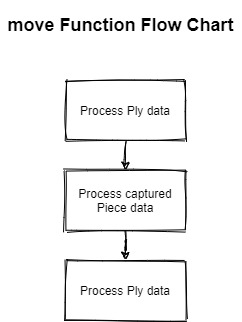 move Function Flow Chart
Process Ply data
Process captured
Piece data
Process Ply data